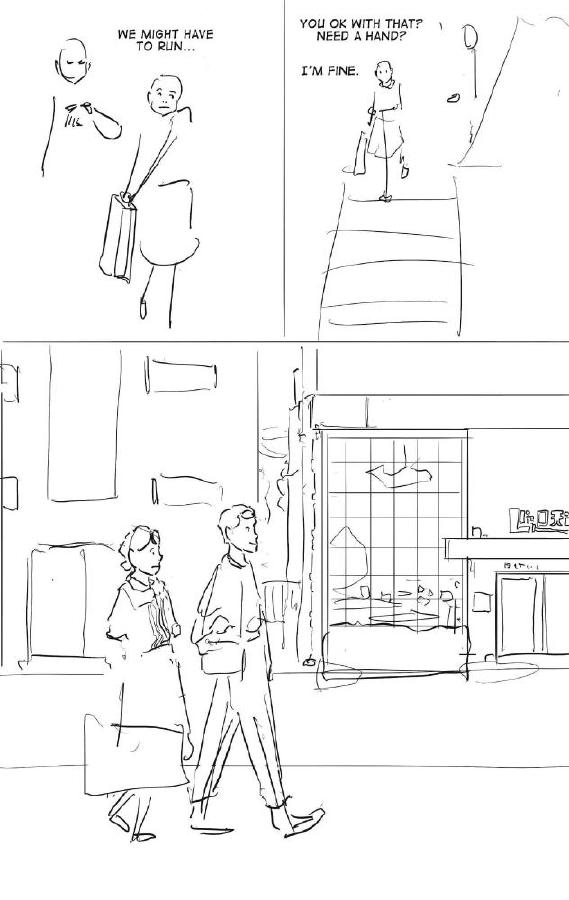 WE MIGHT HAVE
TO RUN...
YOU OK WITH THAT?
NEED A HAND?
I'M FINE.